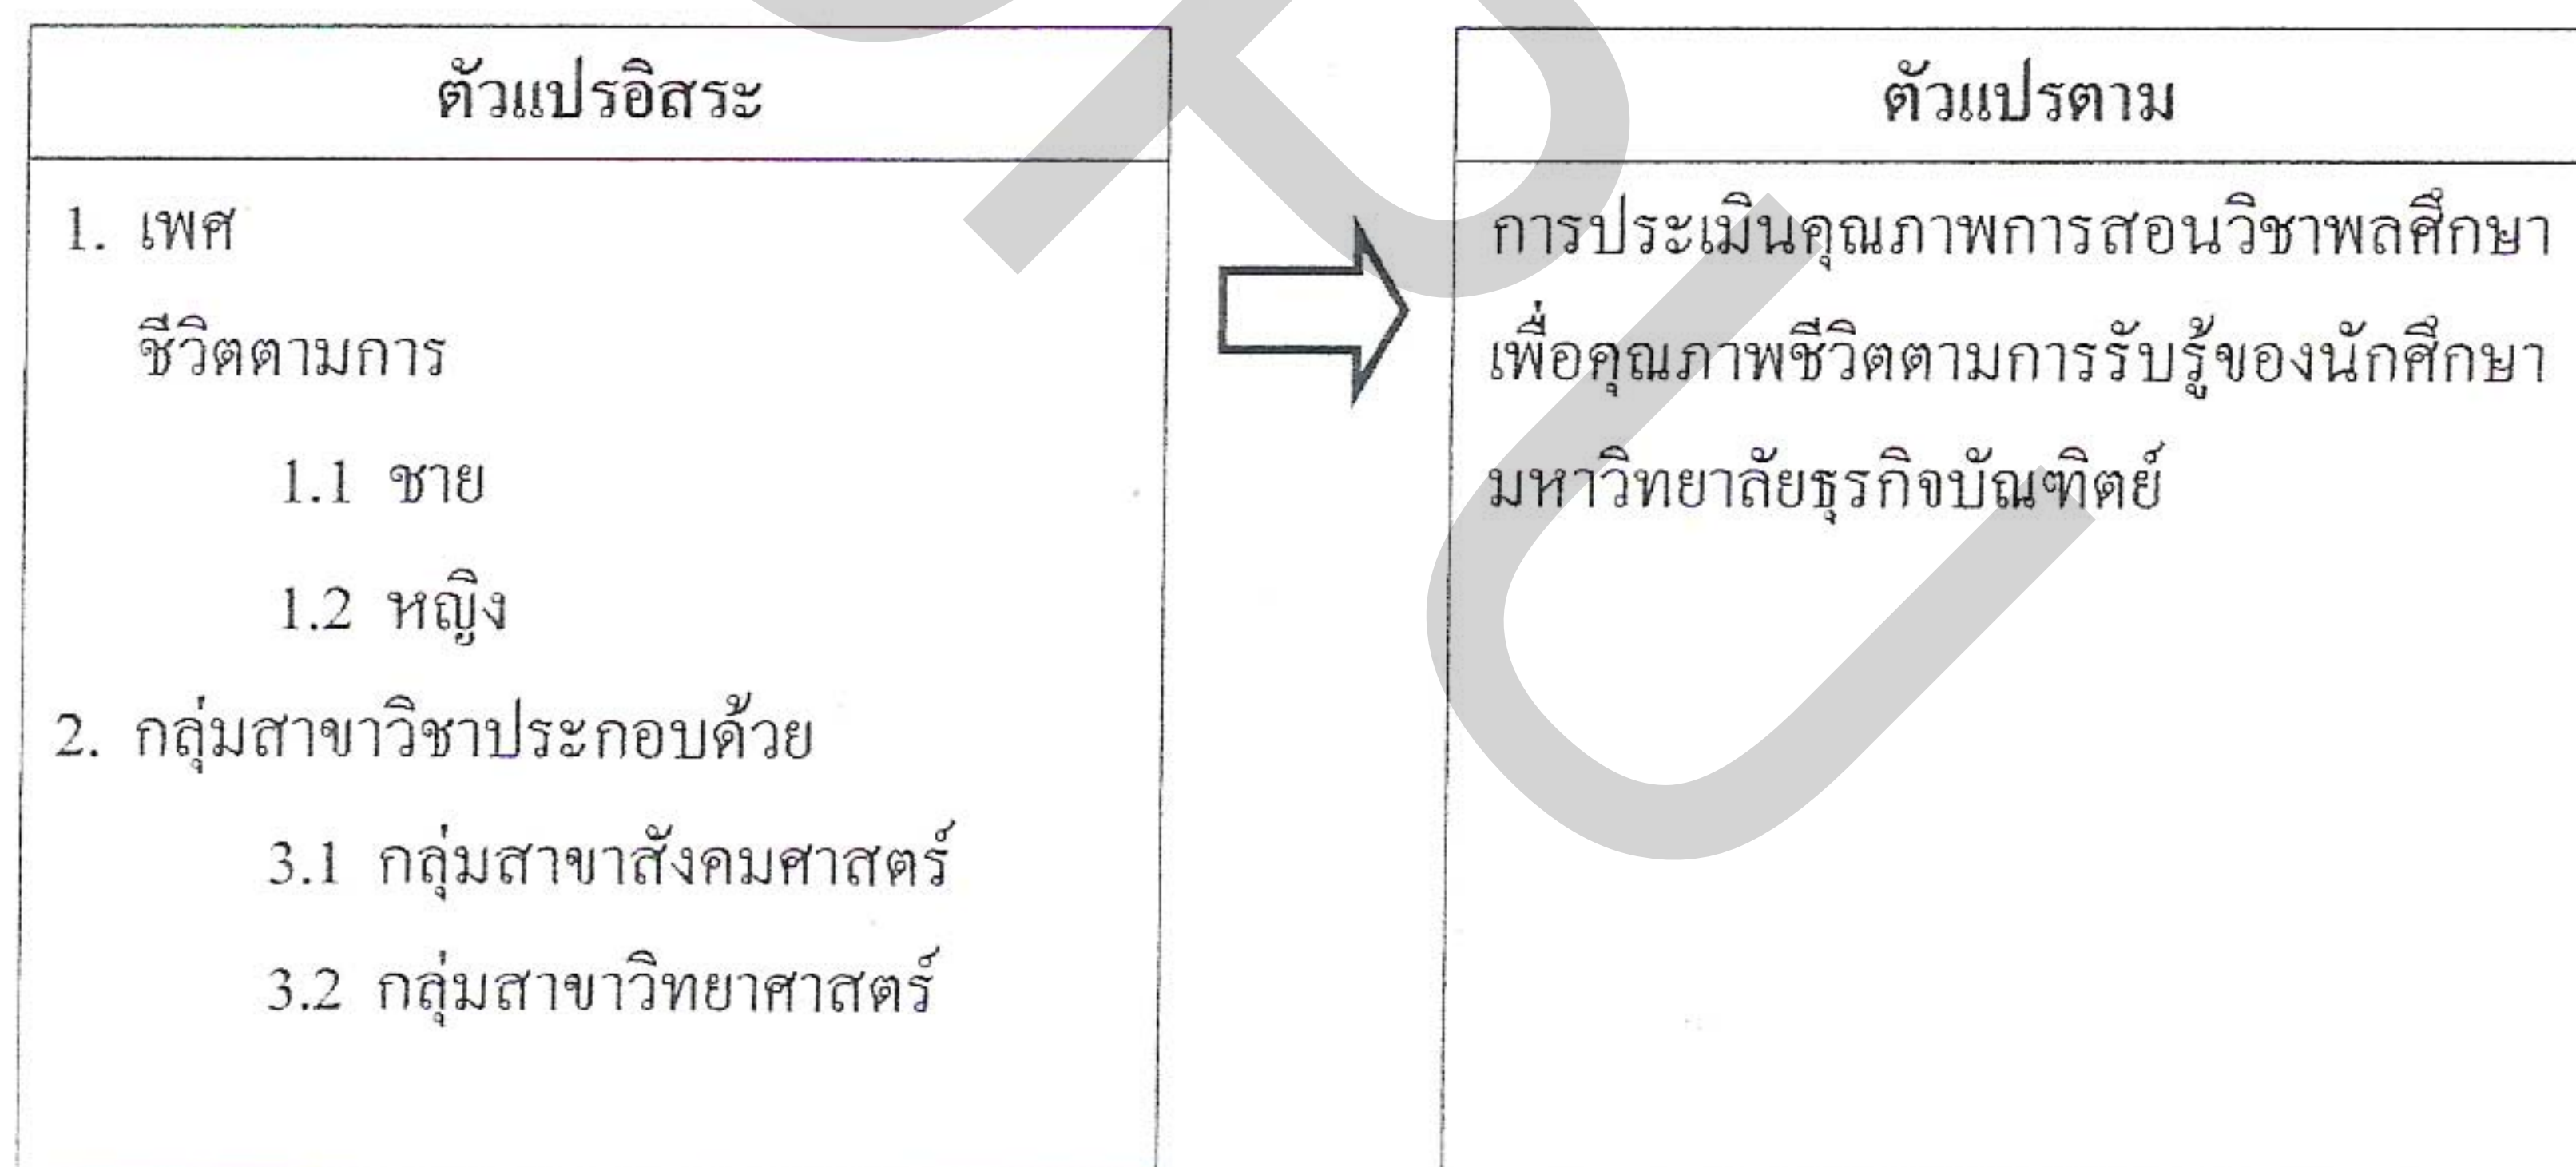 ตัวแปรอิสระ
1. เพศ
ชีวิตตามการ
1.1 ชาย
1.2 หญิง
2. กลุ่มสาขาวิชาประกอบด้วย
3.1 กลุ่มสาขาสังคมศาสตร์
3.2 กลุ่มสาขาวิทยาศาสตร์
ตัวแปรตาม
การประเมินคุณภาพการสอนวิชาพลศึกษา
เพื่อคุณภาพชีวิตตามการรับรู้ของนักศึกษา
มหาวิทยาลัยธุรกิจบัณฑิตย์